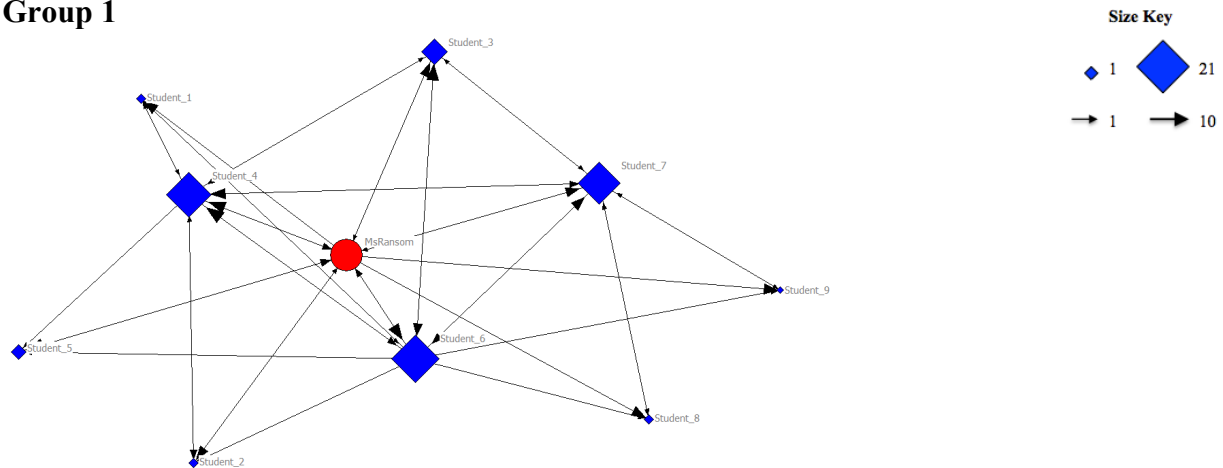 Group 1
Size Key
1 21
1 10
Student_3
Student_1
Student_7
Student_4
MsRansom
Student_9
Student_6
Student_5
Student_8
Student_2